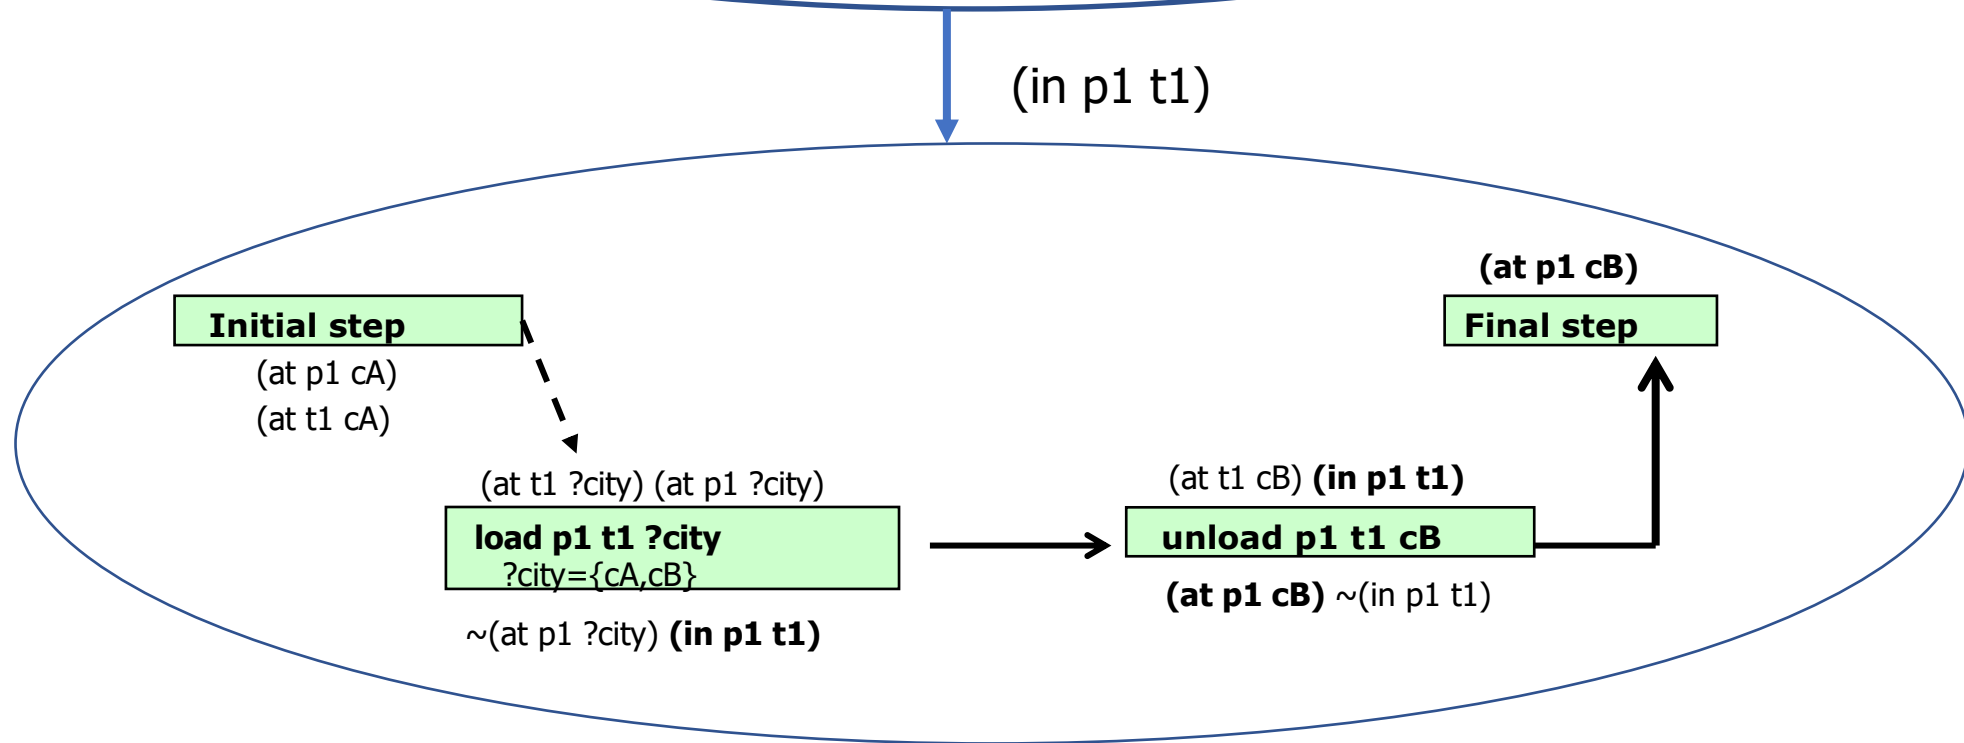 (in p1 t1)
(at p1 cB)
Initial step
Final step
(at p1 cA)
(at t1 cA)
(at t1 ?city) (at p1 ?city)
(at t1 cB) (in p1 t1)
load p1 t1 ?city
?city={cA,cB}
unload p1 t1 cB
(at p1 cB) ~(in p1 t1)
~(at p1 ?city) (in p1 t1)